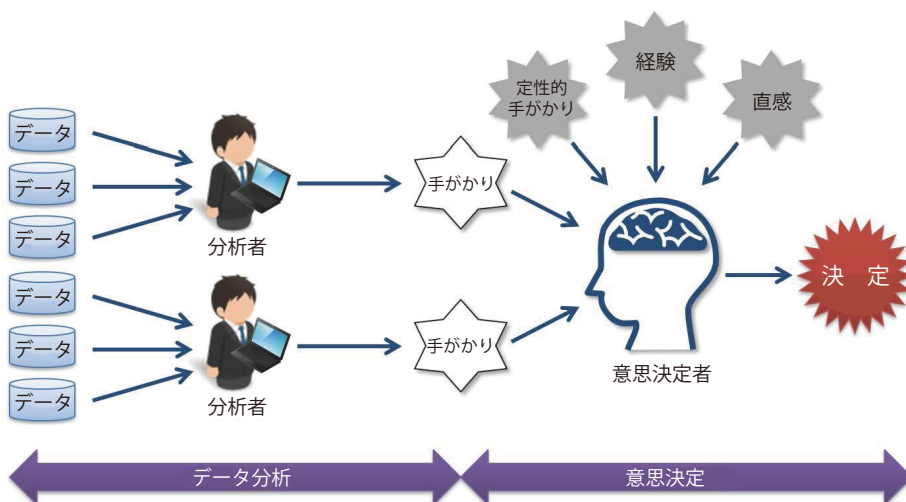 データ
データ
データ
データ
データ
データ
分析者
分析者
手がかり
手がかり
定性的
手がかり
経験
直感
意思決定者
決 定
データ分析
意思決定